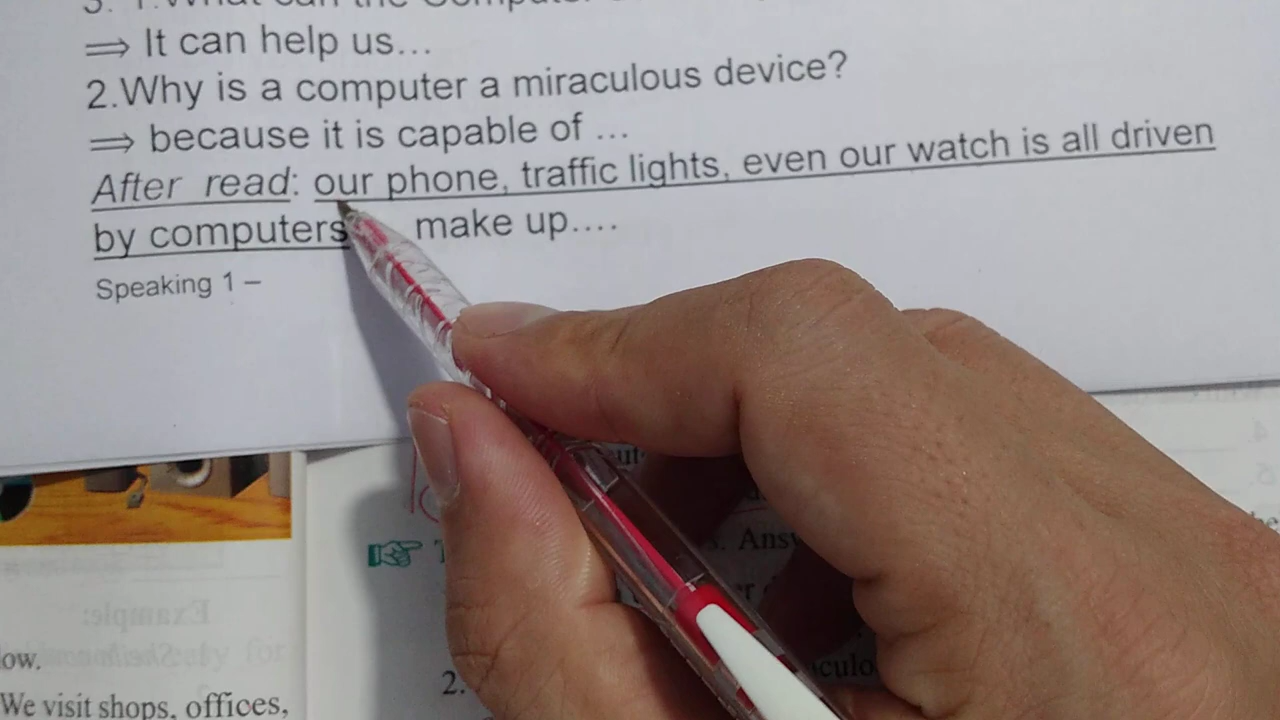 ⇒ It can help us...
2.Why is a computer a miraculous device?
⇒ because it is capable of ...
After read: our phone, traffic lights, even our watch is all driven
by computers make up....
Speaking 1 –
ow.
We visit shops, offices,
2.